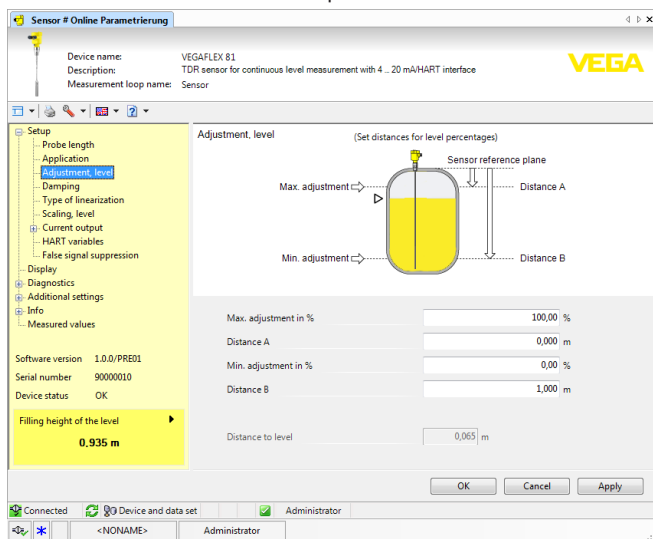 Sensor # Online Parametrierung
Device name: VEGAFLEX 81
Description: TDR sensor for continuous level measurement with 4 .. 20 mA/HART interface
Measurement loop name: Sensor
VEGA
Setup
Probe length
Application
Adjustment, level
Damping
Type of linearization
Scaling, level
Current output
HART variables
False signal suppression
Display
Diagnostics
Additional settings
Info
Measured values
Software version 1.0.0/PRE01
Serial number 90000010
Device status OK
Filling height of the level
0,935 m
Adjustment, level
(Set distances for level percentages)
Sensor reference plane
Max. adjustment
Distance A
Min. adjustment
Distance B
Max. adjustment in % 100,00 %
Distance A 0,000 m
Min. adjustment in % 0,00 %
Distance B 1,000 m
Distance to level 0,065 m
OK Cancel Apply
Connected Device and data set Administrator
<NONAME> Administrator